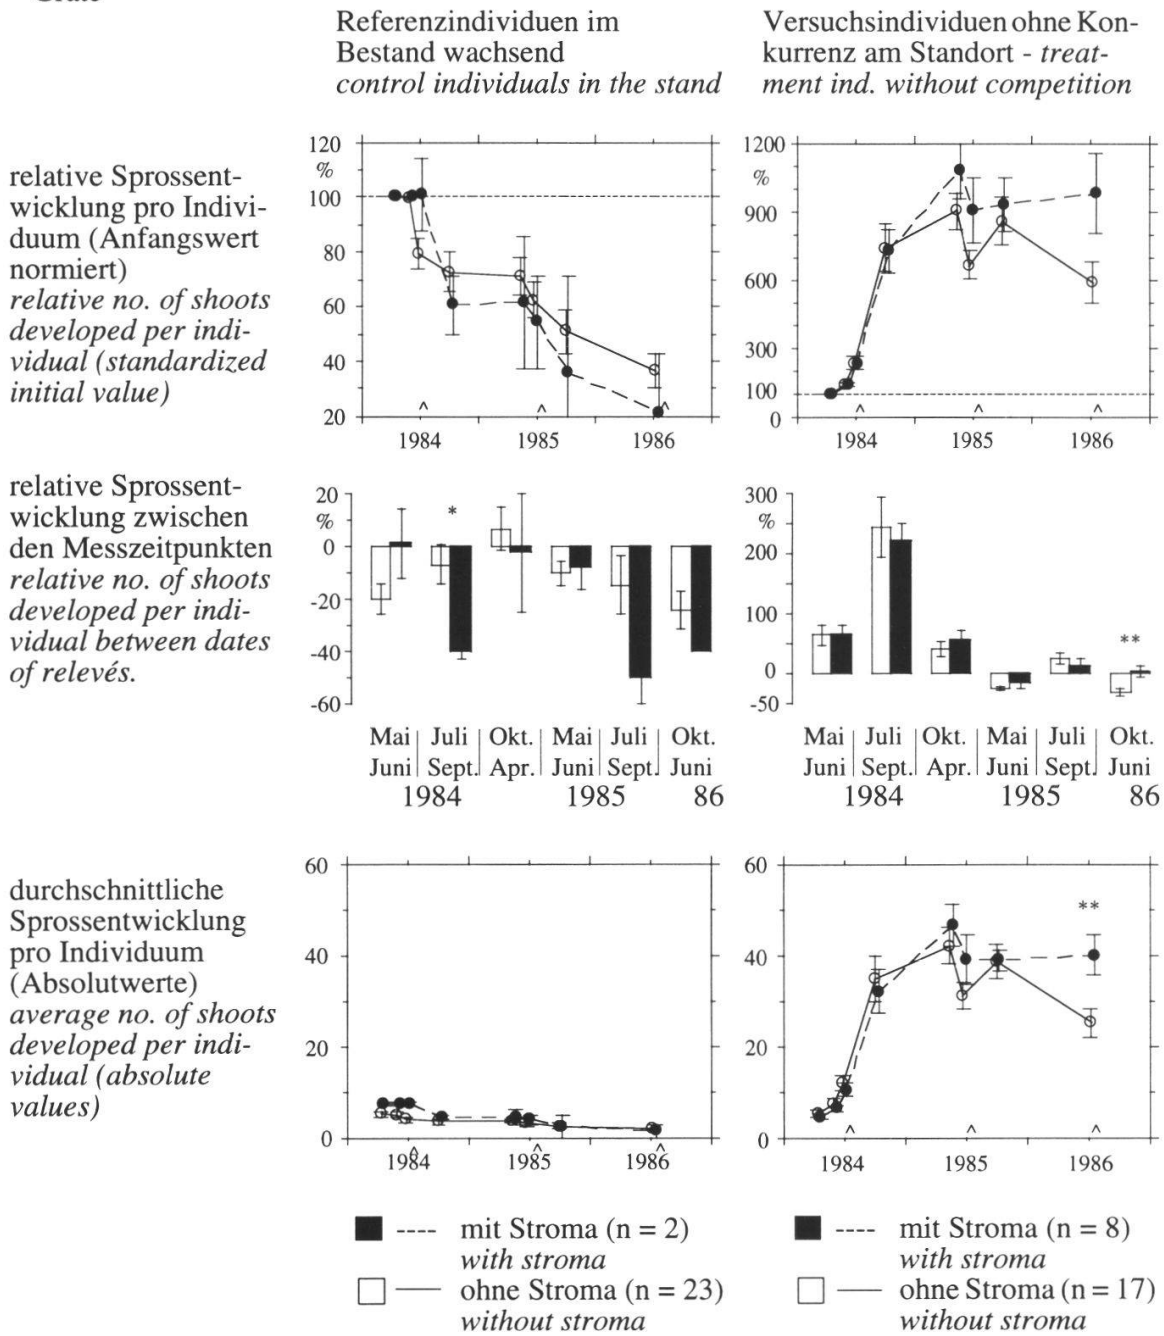 Referenzindividuen im
Bestand wachsend
control individuals in the stand
Versuchsindividuen ohne Kon-
kurrenz am Standort - treat-
ment ind. without competition
relative Sprossent-
wicklung pro Indivi-
duum (Anfangswert
normiert)
relative no. of shoots
developed per indi-
vidual (standardized
initial value)
120
%
100
80
60
40
20
1984 1985 1986
1200
%
900
600
300
100
0
1984 1985 1986
relative Sprossent-
wicklung zwischen
den Messzeitpunkten
relative no. of shoots
developed per indi-
vidual between dates
of relevés.
20
%
0
-20
-40
-60
*
Mai Juli Okt. Mai Juli Okt.
Juni Sept. Apr. Juni Sept. Juni
1984 1985 86
300
%
200
100
0
-50
**
Mai Juli Okt. Mai Juli Okt.
Juni Sept. Apr. Juni Sept. Juni
1984 1985 86
durchschnittliche
Sprossentwicklung
pro Individuum
(Absolutwerte)
average no. of shoots
developed per indi-
vidual (absolute
values)
60
40
20
0
1984 1985 1986
60
40
20
0
**
1984 1985 1986
mit Stroma (n = 2)
with stroma
ohne Stroma (n = 23)
without stroma
mit Stroma (n = 8)
with stroma
ohne Stroma (n = 17)
without stroma